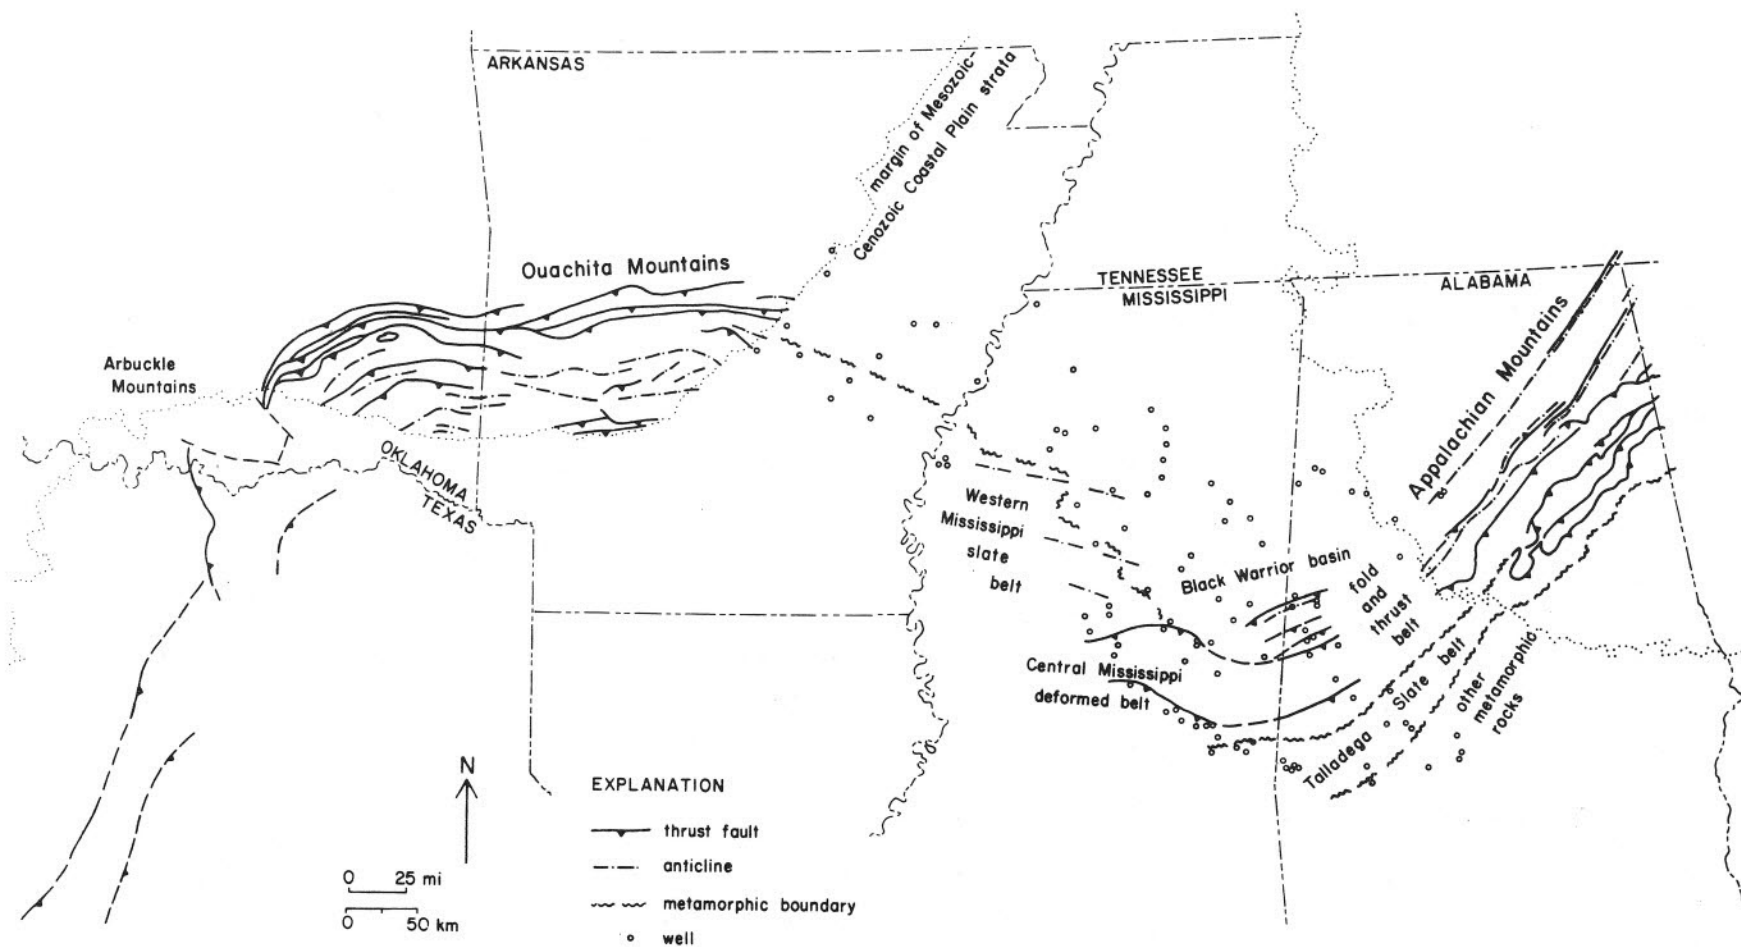 ARKANSAS
margin of Mesozoic-
Cenozoic Coastal Plain strata
Ouachita Mountains
TENNESSEE
MISSISSIPPI
ALABAMA
Arbuckle
Mountains
Appalachian Mountains
OKLAHOMA
TEXAS
Western
Mississippi
slate
belt
Black Warrior basin
fold
and
thrust
belt
Central Mississippi
deformed belt
Talladega Slate belt
other
metamorphic
rocks
N
EXPLANATION
thrust fault
anticline
metamorphic boundary
well
0 25 mi
0 50 km